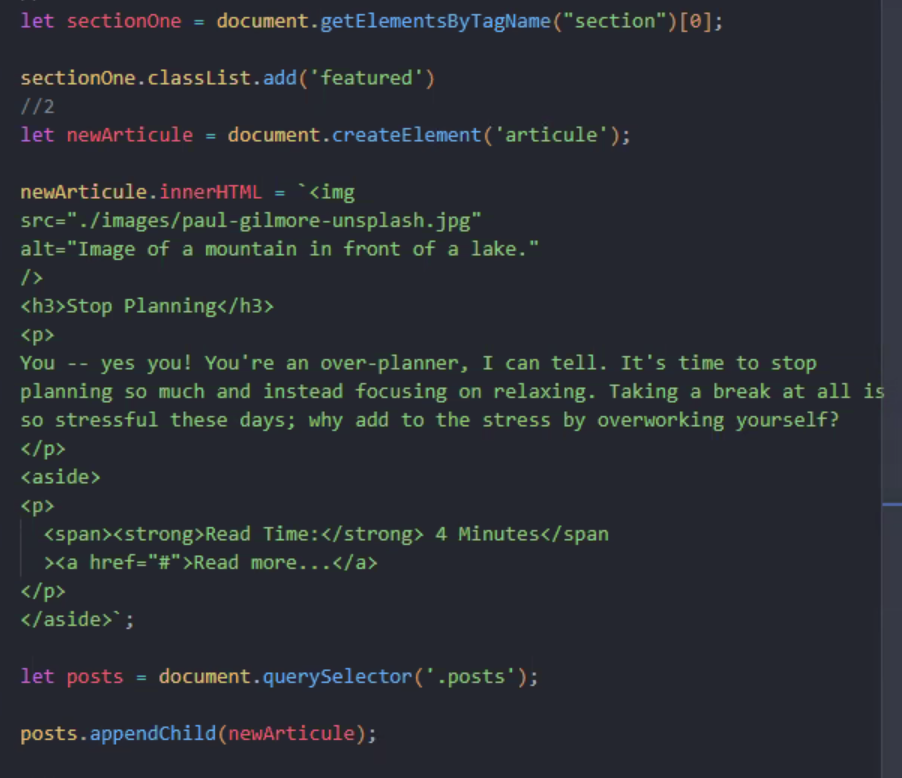 let sectionOne = document.getElementsByTagName("section")[0];
sectionOne.classList.add('featured')
//2
let newArticule = document.createElement('articule');
newArticule.innerHTML = `<img
src="./images/paul-gilmore-unsplash.jpg"
alt="Image of a mountain in front of a lake."
/>
<h3>Stop Planning</h3>
<p>
You -- yes you! You're an over-planner, I can tell. It's time to stop
planning so much and instead focusing on relaxing. Taking a break at all is
so stressful these days; why add to the stress by overworking yourself?
</p>
<aside>
<p>
<span><strong>Read Time:</strong> 4 Minutes</span
><a href="#">Read more...</a>
</p>
</aside>`;
let posts = document.querySelector('.posts');
posts.appendChild(newArticule);